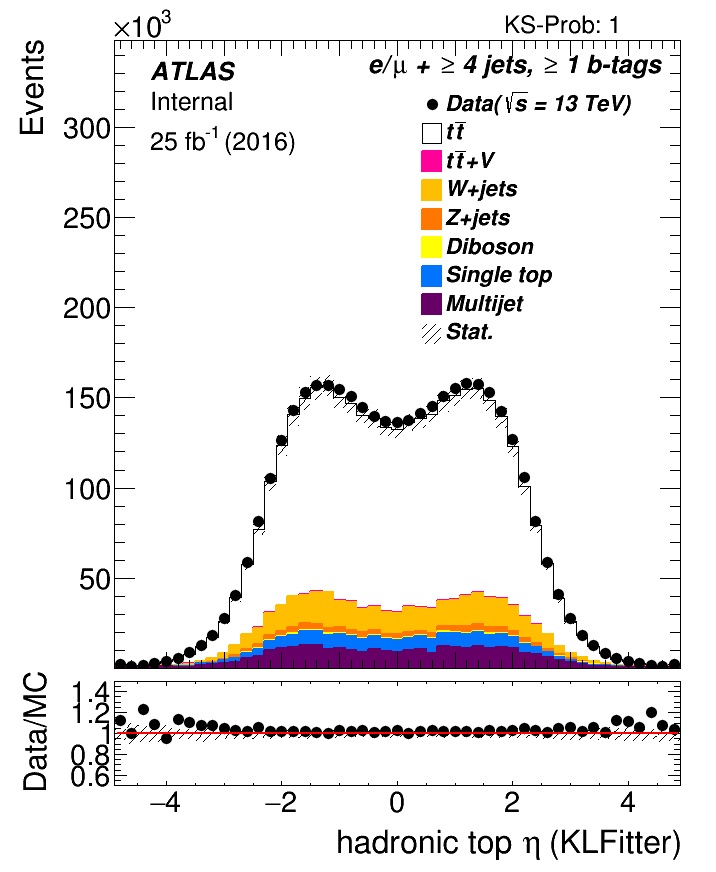 ×10³
KS-Prob: 1
Events
ATLAS
Internal
25 fb⁻¹ (2016)
e/μ + ≥ 4 jets, ≥ 1 b-tags
Data(√s = 13 TeV)
tt̅
tt̅+V
W+jets
Z+jets
Diboson
Single top
Multijet
Stat.
300
250
200
150
100
50
Data/MC
1.4
1.2
1
0.8
0.6
−4 −2 0 2 4
hadronic top η (KLFitter)